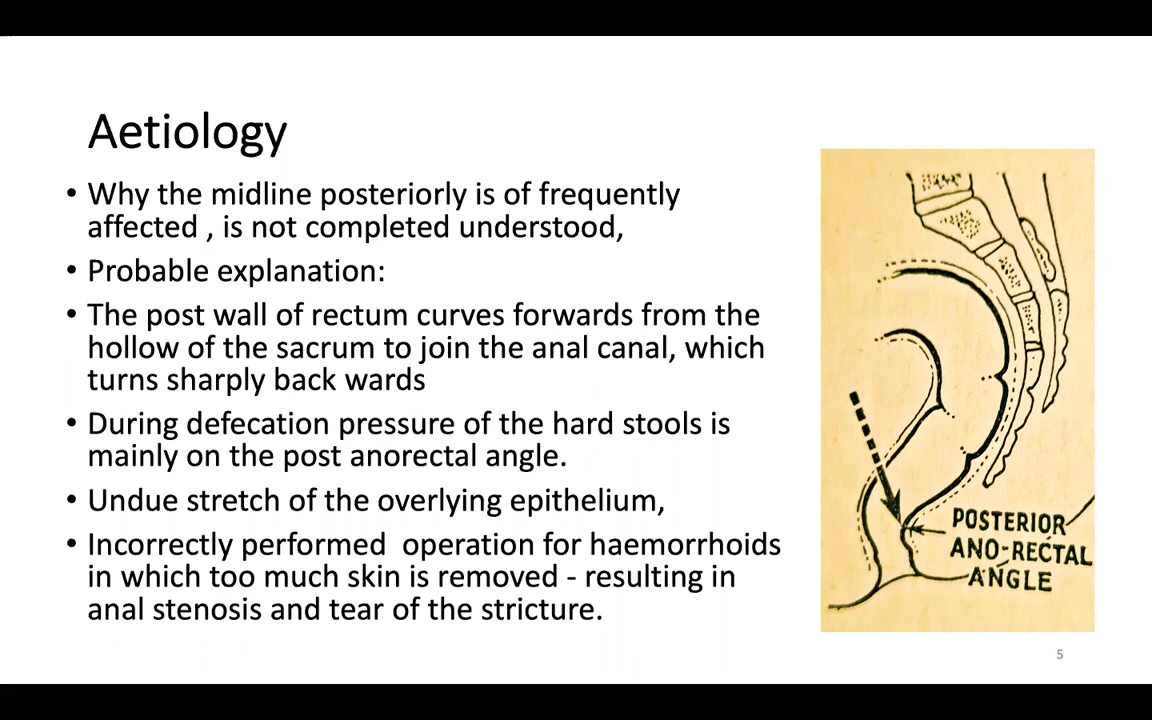 Aetiology
• Why the midline posteriorly is of frequently
affected , is not completed understood,
• Probable explanation:
• The post wall of rectum curves forwards from the
hollow of the sacrum to join the anal canal, which
turns sharply back wards
• During defecation pressure of the hard stools is
mainly on the post anorectal angle.
• Undue stretch of the overlying epithelium,
• Incorrectly performed  operation for haemorrhoids
in which too much skin is removed - resulting in
anal stenosis and tear of the stricture.
POSTERIOR
ANO-RECTAL
ANGLE
5